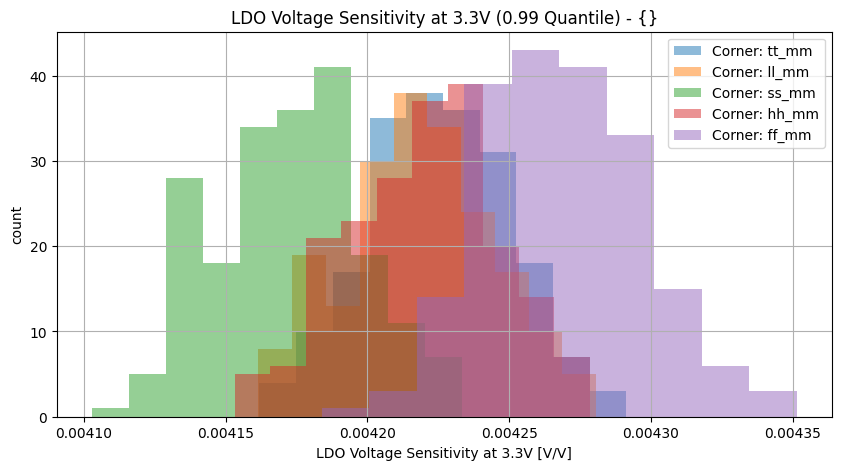 LDO Voltage Sensitivity at 3.3V (0.99 Quantile) - {}
Corner: tt_mm
Corner: ll_mm
Corner: ss_mm
Corner: hh_mm
Corner: ff_mm
count
40
30
20
10
0
0.00410 0.00415 0.00420 0.00425 0.00430 0.00435
LDO Voltage Sensitivity at 3.3V [V/V]